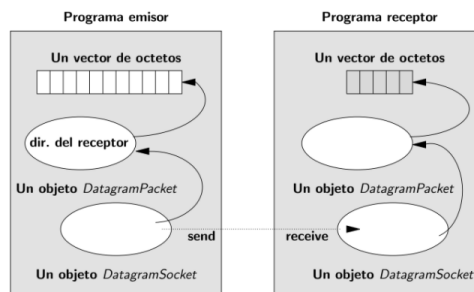 Programa emisor
Un vector de octetos
dir. del receptor
Un objeto DatagramPacket
send
Un objeto DatagramSocket
Programa receptor
Un vector de octetos
Un objeto DatagramPacket
receive
Un objeto DatagramSocket